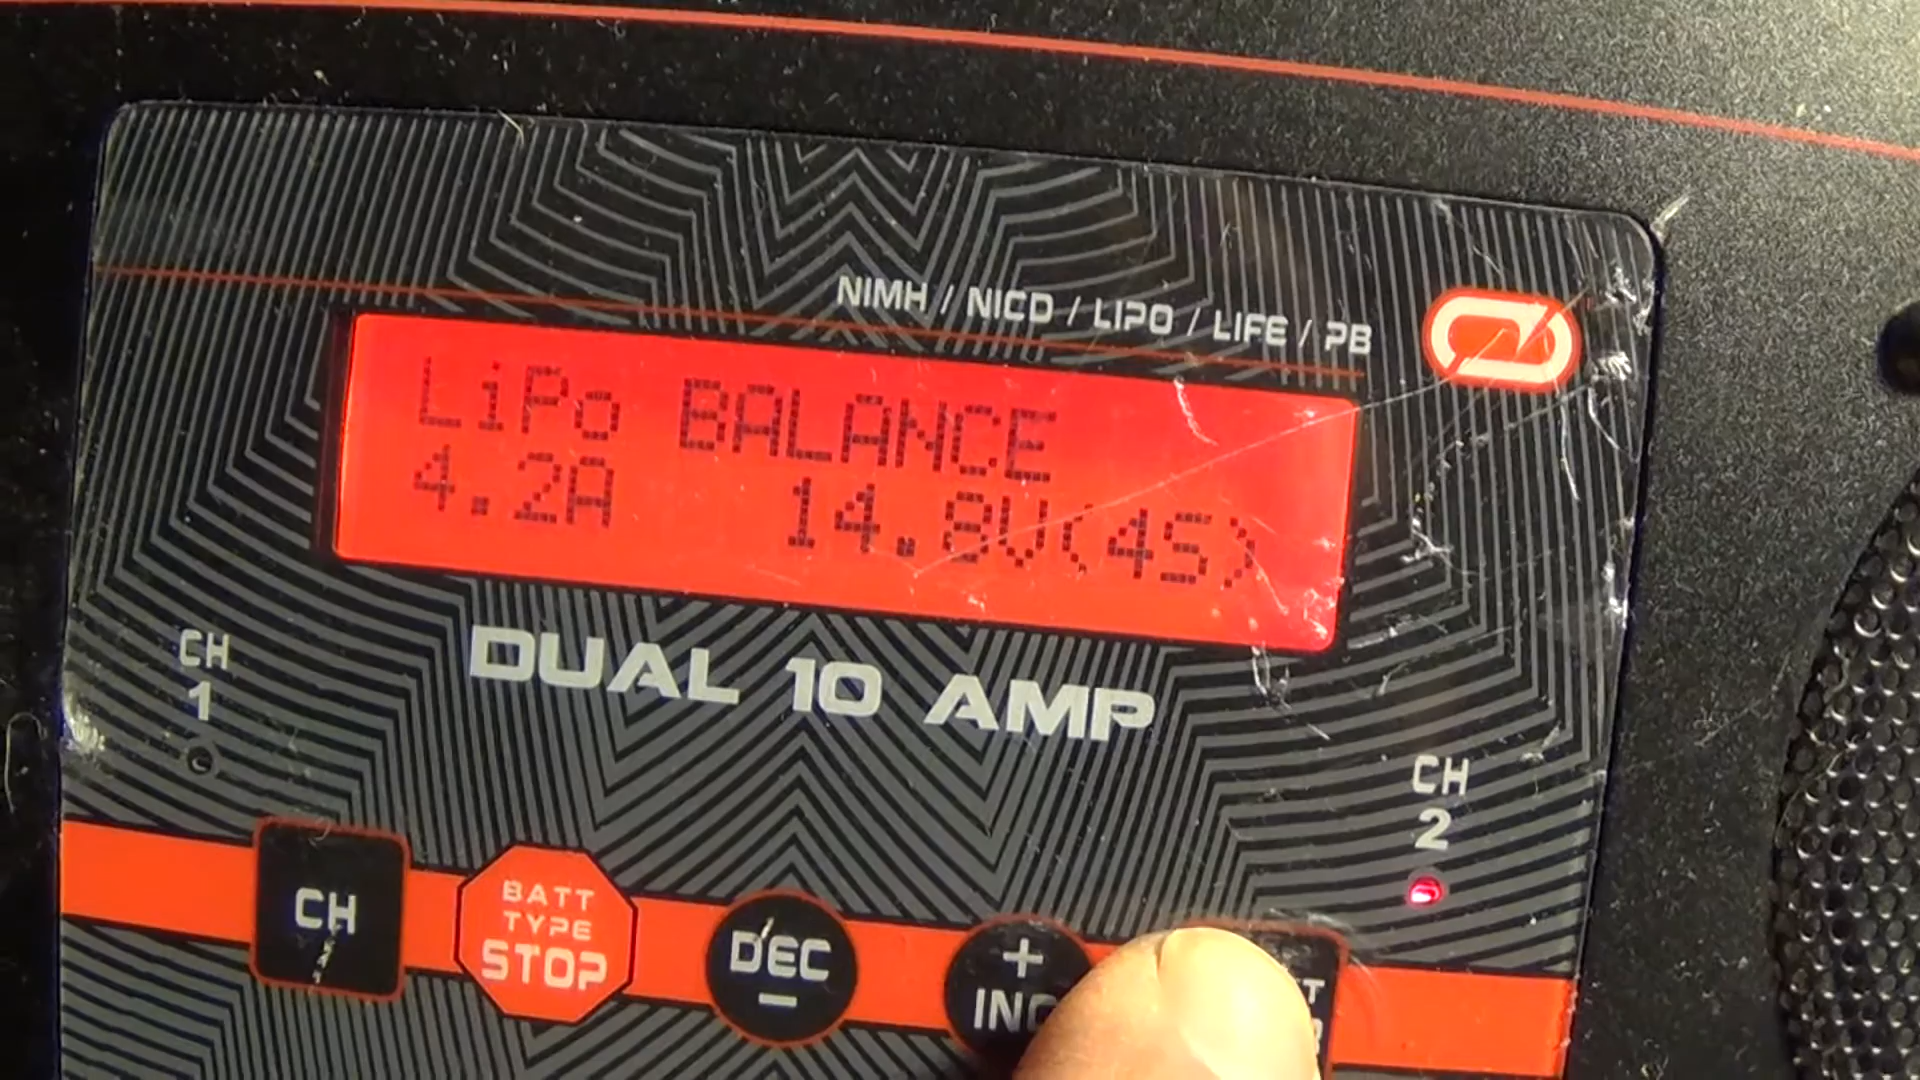 NIMH / NICD / LIPO / LIFE / PB
LiPo BALANCE
4.2A 14.8V(4S)
DUAL 10 AMP
CH
1
CH
2
CH
BATT
TYPE
STOP
DEC
-
+
INC